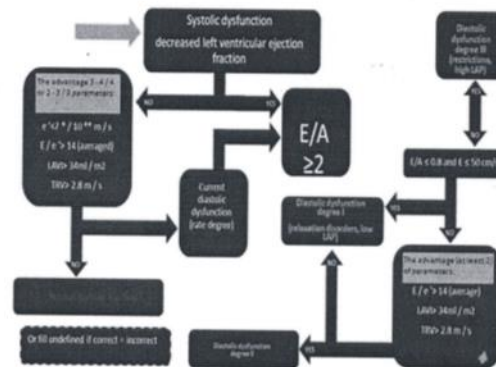 Systolic dysfunction
decreased left ventricular ejection
fraction
NO
YES
The advantage 3 - 4 / 4
or 2 - 3 / 3 parameters:
m / s
E / e '> 14 (averaged)
LAVI> 34ml / m2
TRV> 2.8 m / s
E/A
≥2
Current
diastolic
dysfunction
(rate degree)
NO
Or fill undefined if correct = incorrect
Diastolic
dysfunction
degree III
(restrictions,
high LAP)
YES
NO
E/A ≤ 0.8 and E ≤ 50 cm/
YES
NO
Diastolic dysfunction
degree I
(relaxation disorders, low
LAP)
The advantage (at least 2)
of parameters:
E / e '> 14 (average)
LAVI> 34ml / m2
TRV> 2.8 m / s
NO
YES
Diastolic dysfunction
degree II